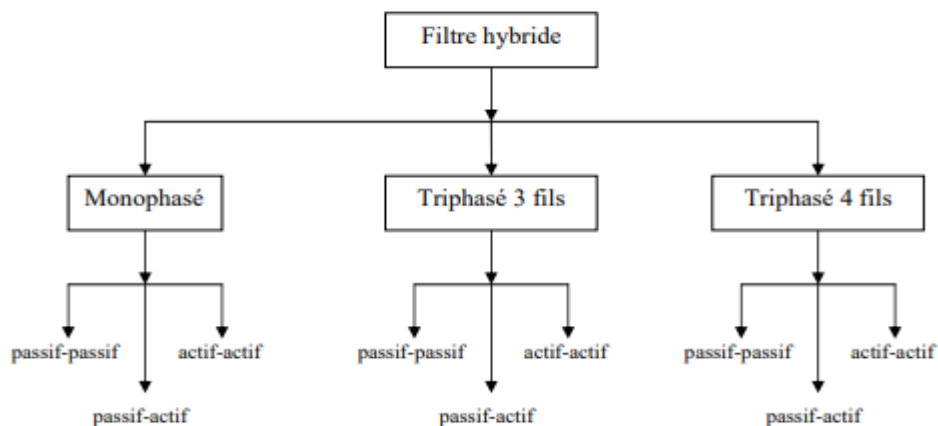 Filtre hybride
Monophasé
Triphasé 3 fils
Triphasé 4 fils
passif-passif
actif-actif
passif-passif
actif-actif
passif-passif
actif-actif
passif-actif
passif-actif
passif-actif